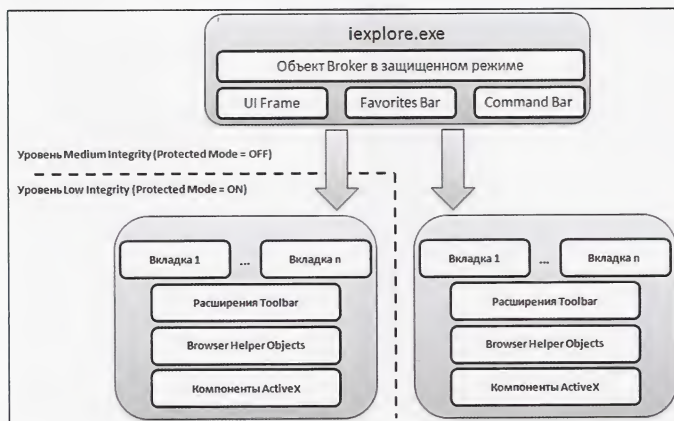 iexplore.exe
Объект Broker в защищенном режиме
UI Frame
Favorites Bar
Command Bar
Уровень Medium Integrity (Protected Mode = OFF)
Уровень Low Integrity (Protected Mode = ON)
Вкладка 1
...
Вкладка n
Расширения Toolbar
Browser Helper Objects
Компоненты ActiveX
Вкладка 1
...
Вкладка n
Расширения Toolbar
Browser Helper Objects
Компоненты ActiveX